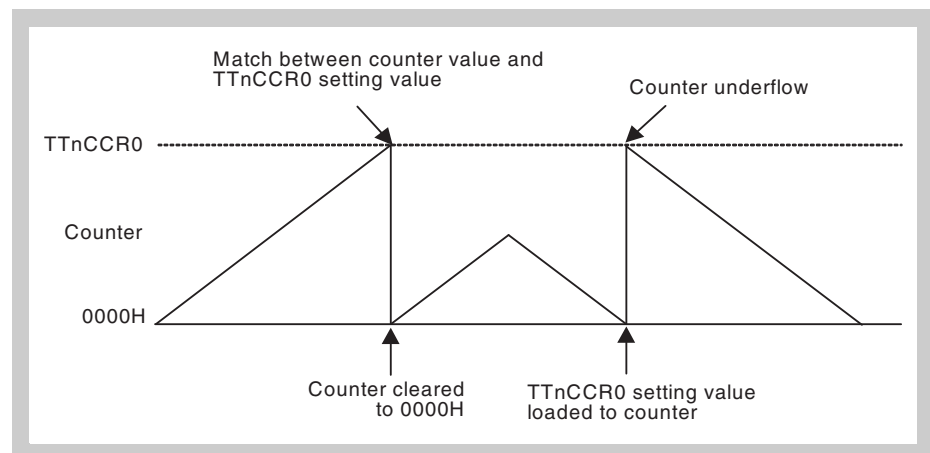 Match between counter value and
TTnCCR0 setting value
Counter underflow
TTnCCR0
Counter
0000H
Counter cleared
to 0000H
TTnCCR0 setting value
loaded to counter